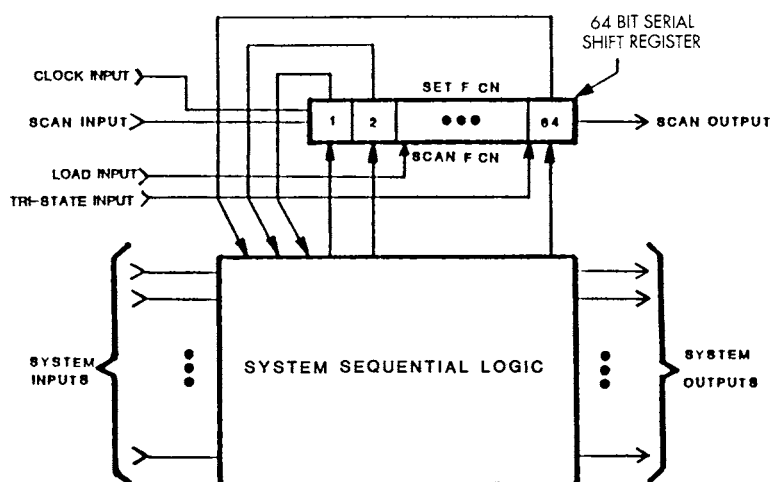 64 BIT SERIAL
SHIFT REGISTER
CLOCK INPUT
SET F CN
SCAN INPUT
1
2
64
SCAN OUTPUT
SCAN F CN
LOAD INPUT
TRI-STATE INPUT
SYSTEM
INPUTS
SYSTEM SEQUENTIAL LOGIC
SYSTEM
OUTPUTS